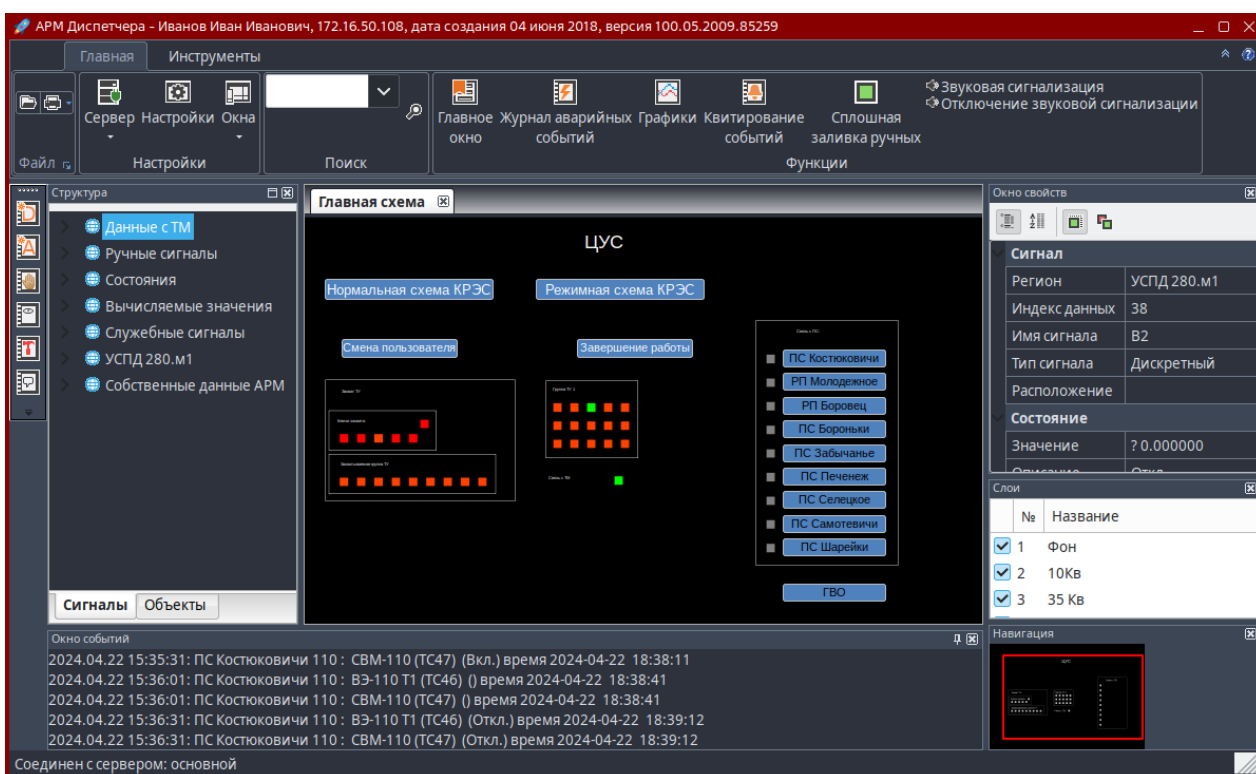 АРМ Диспетчера - Иванов Иван Иванович, 172.16.50.108, дата создания 04 июня 2018, версия 100.05.2009.85259
Главная Инструменты
Сервер Настройки Окна
Главное окно
Журнал аварийных событий
Графики
Квитирование событий
Сплошная заливка ручных
Звуковая сигнализация
Отключение звуковой сигнализации
Файл Настройки Поиск Функции
Структура
Данные с ТМ
Ручные сигналы
Состояния
Вычисляемые значения
Служебные сигналы
УСПД 280.м1
Собственные данные АРМ
Сигналы Объекты
Главная схема
ЦУС
Нормальная схема КРЭС Режимная схема КРЭС
Смена пользователя Завершение работы
Связь с ТМ
Связь с ПС
ПС Костюковичи
РП Молодежное
РП Боровец
ПС Бороньки
ПС Забычанье
ПС Печенеж
ПС Селецкое
ПС Самотевичи
ПС Шарейки
ГВО
Окно свойств
Сигнал
Регион УСПД 280.м1
Индекс данных 38
Имя сигнала В2
Тип сигнала Дискретный
Расположение
Состояние
Значение ? 0.000000
Описание Откл
Слои
№ Название
1 Фон
2 10Кв
3 35 Кв
Навигация
Окно событий
2024.04.22 15:35:31: ПС Костюковичи 110 : СВМ-110 (ТС47) (Вкл.) время 2024-04-22 18:38:11
2024.04.22 15:36:01: ПС Костюковичи 110 : ВЭ-110 Т1 (ТС46) () время 2024-04-22 18:38:41
2024.04.22 15:36:01: ПС Костюковичи 110 : СВМ-110 (ТС47) () время 2024-04-22 18:38:41
2024.04.22 15:36:31: ПС Костюковичи 110 : ВЭ-110 Т1 (ТС46) (Откл.) время 2024-04-22 18:39:12
2024.04.22 15:36:31: ПС Костюковичи 110 : СВМ-110 (ТС47) (Откл.) время 2024-04-22 18:39:12
Соединен с сервером: основной